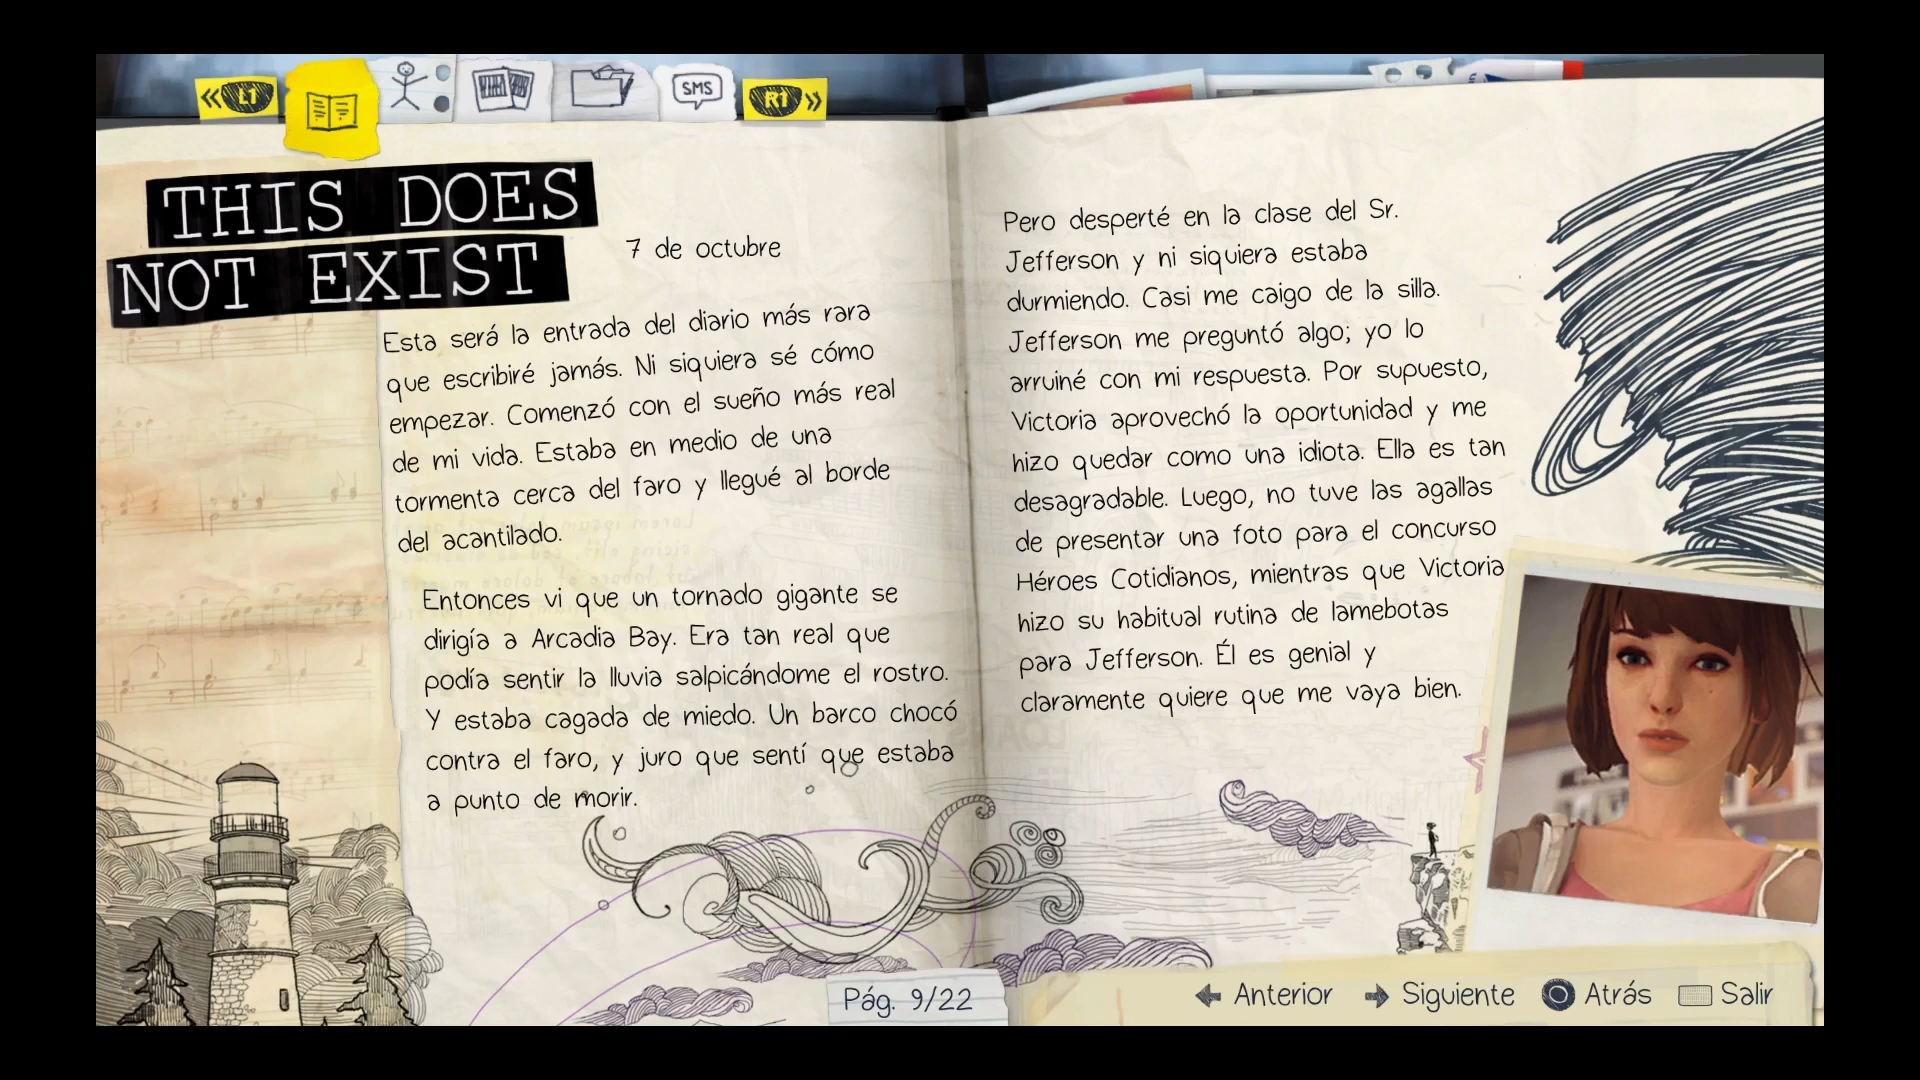 L1
SMS
R1
THIS DOES
NOT EXIST
7 de octubre
Esta será la entrada del diario más rara
que escribiré jamás. Ni siquiera sé cómo
empezar. Comenzó con el sueño más real
de mi vida. Estaba en medio de una
tormenta cerca del faro y llegué al borde
del acantilado.
Entonces vi que un tornado gigante se
dirigía a Arcadia Bay. Era tan real que
podía sentir la lluvia salpicándome el rostro.
Y estaba cagada de miedo. Un barco chocó
contra el faro, y juro que sentí que estaba
a punto de morir.
Pero desperté en la clase del Sr.
Jefferson y ni siquiera estaba
durmiendo. Casi me caigo de la silla.
Jefferson me preguntó algo; yo lo
arruiné con mi respuesta. Por supuesto,
Victoria aprovechó la oportunidad y me
hizo quedar como una idiota. Ella es tan
desagradable. Luego, no tuve las agallas
de presentar una foto para el concurso
Héroes Cotidianos, mientras que Victoria
hizo su habitual rutina de lamebotas
para Jefferson. Él es genial y
claramente quiere que me vaya bien.
Pág. 9/22
Anterior
Siguiente
Atrás
Salir